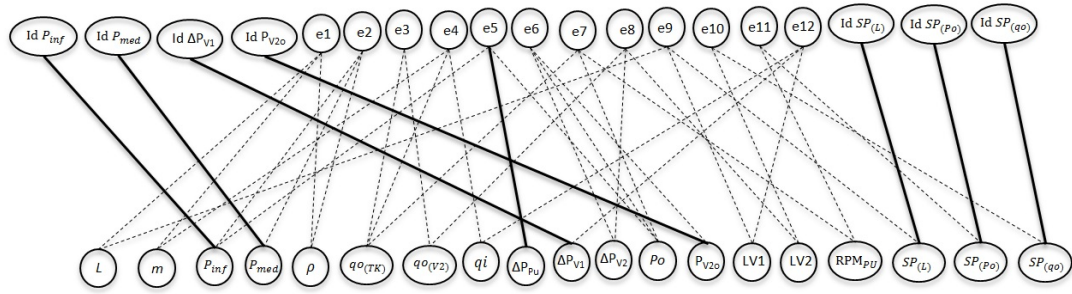 Id P_inf Id P_med Id ΔP_V1 Id P_V2o e1 e2 e3 e4 e5 e6 e7 e8 e9 e10 e11 e12 Id SP_(L) Id SP_(Po) Id SP_(qo)
L m P_inf P_med ρ qo_(TK) qo_(V2) qi ΔP_Pu ΔP_V1 ΔP_V2 Po P_V2o LV1 LV2 RPM_PU SP_(L) SP_(Po) SP_(qo)